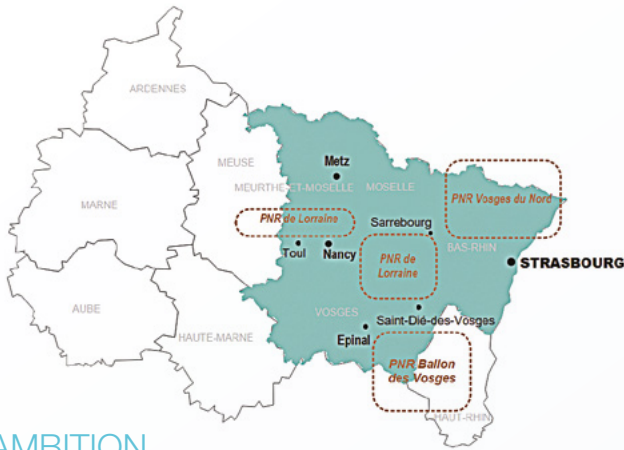 ARDENNES
MEUSE
Metz
MEURTHE-ET-MOSELLE
MOSELLE
PNR Vosges du Nord
MARNE
PNR de Lorraine
Sarrebourg
BAS-RHIN
Toul
Nancy
PNR de
Lorraine
STRASBOURG
AUBE
VOSGES
Saint-Dié-des-Vosges
HAUTE-MARNE
Epinal
PNR Ballon
des Vosges
HAUT-RHIN
AMBITION